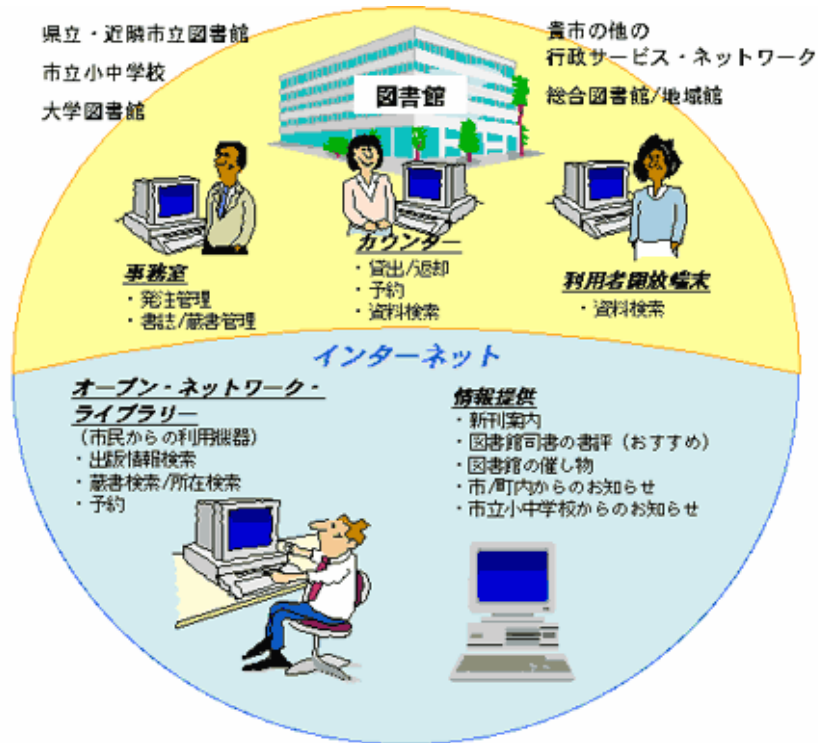 県立・近隣市立図書館
市立小中学校
大学図書館
貴市の他の
行政サービス・ネットワーク
総合図書館/地域館
図書館
事務室
・発注管理
・書誌/蔵書管理
カウンター
・貸出/返却
・予約
・資料検索
利用者開放端末
・資料検索
インターネット
オープン・ネットワーク・
ライブラリー
（市民からの利用機器）
・出版情報検索
・蔵書検索/所在検索
・予約
情報提供
・新刊案内
・図書館司書の書評（おすすめ）
・図書館の催し物
・市/町内からのお知らせ
・市立小中学校からのお知らせ